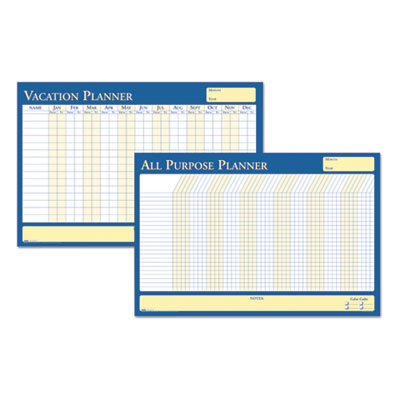 VACATION PLANNER
MONTH
YEAR
NAME JAN FEB MAR APR MAY JUN JUL AUG SEPT OCT NOV DEC
ALL PURPOSE PLANNER
MONTH
YEAR
NOTES:
Color Code: